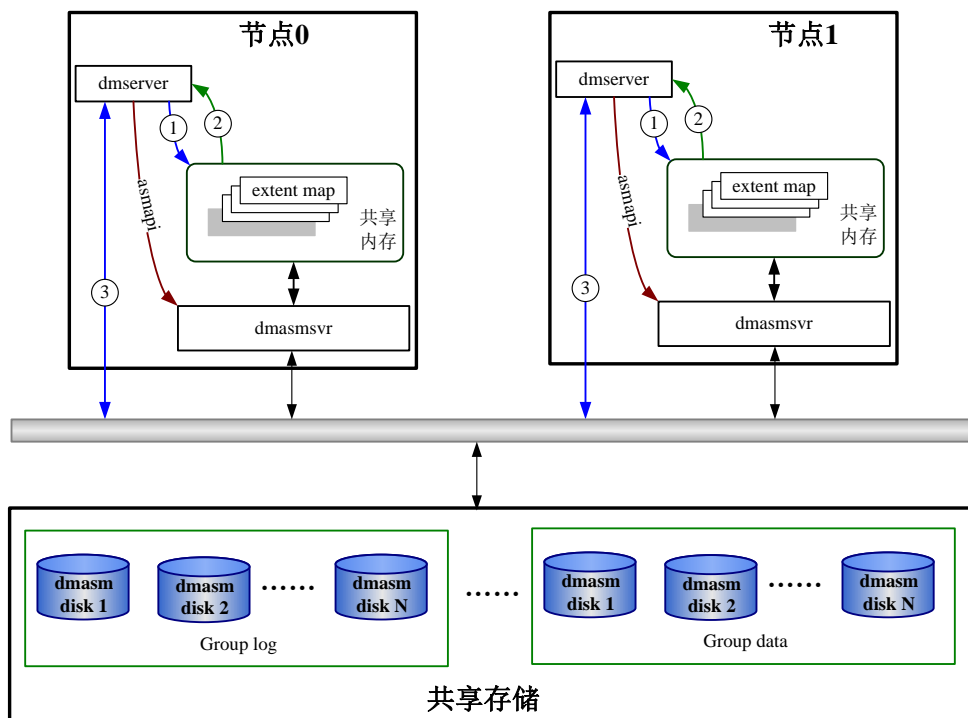 节点0
dmserver
1
2
extent map
共享
内存
asmapi
3
dmasmsvr
节点1
dmserver
1
2
extent map
共享
内存
asmapi
3
dmasmsvr
dmasm
disk 1
dmasm
disk 2
……
dmasm
disk N
Group log
……
dmasm
disk 1
dmasm
disk 2
……
dmasm
disk N
Group data
共享存储